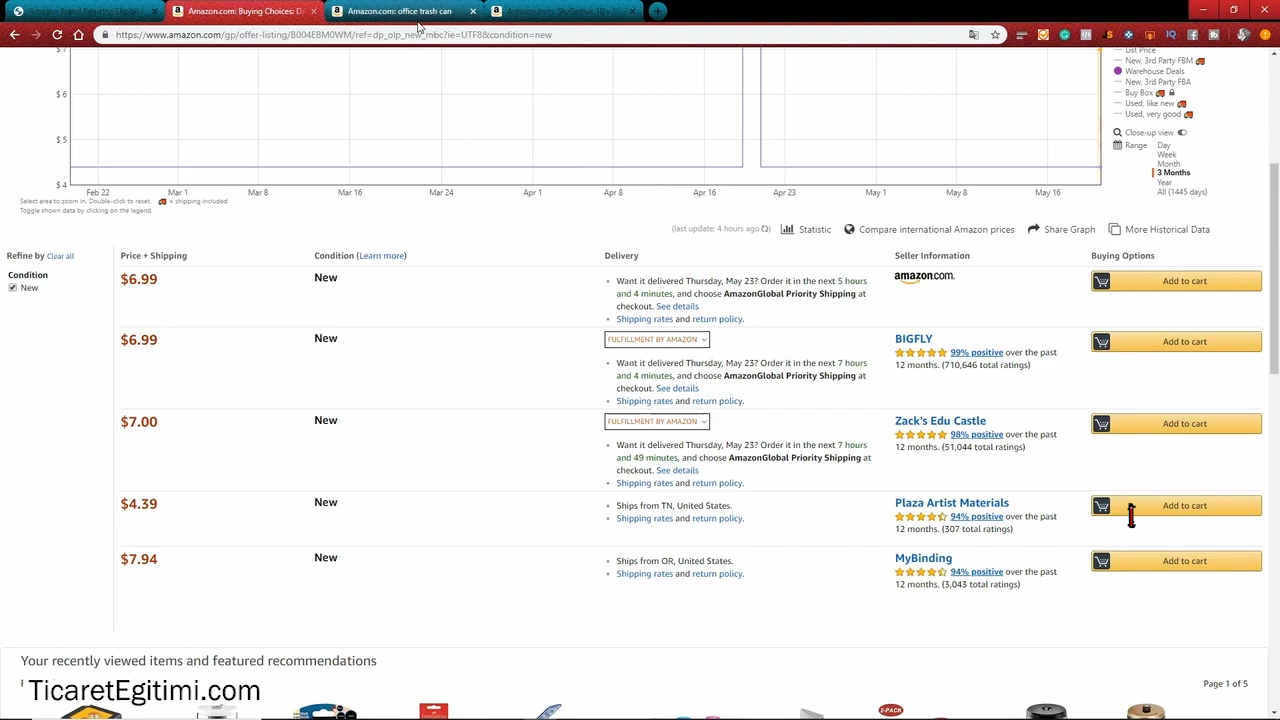 Amazon Brand Registry Eligibili
Amazon.com: Buying Choices: D
Amazon.com: office trash can
Amazon.com: SkyGenius 10 x 50
https://www.amazon.com/gp/offer-listing/B004EBM0WM/ref=dp_olp_new_mbc?ie=UTF8&condition=new
$ 7
$ 6
$ 5
$ 4
Feb 22 Mar 1 Mar 8 Mar 16 Mar 24 Apr 1 Apr 8 Apr 16 Apr 23 May 1 May 8 May 16
List Price
New, 3rd Party FBM
Warehouse Deals
New, 3rd Party FBA
Buy Box
Used, like new
Used, very good
Close-up view
Range
Day
Week
Month
3 Months
Year
All (1445 days)
Select area to zoom in. Double-click to reset. = shipping included
Toggle shown data by clicking on the legend.
(last update: 4 hours ago) Statistic Compare international Amazon prices Share Graph More Historical Data
Refine by Clear all
Condition
New
Price + Shipping Condition (Learn more) Delivery Seller Information Buying Options
$6.99 New
Want it delivered Thursday, May 23? Order it in the next 5 hours
and 4 minutes, and choose AmazonGlobal Priority Shipping at
checkout. See details
Shipping rates and return policy.
amazon.com.
Add to cart
$6.99 New
FULFILLMENT BY AMAZON
Want it delivered Thursday, May 23? Order it in the next 7 hours
and 4 minutes, and choose AmazonGlobal Priority Shipping at
checkout. See details
Shipping rates and return policy.
BIGFLY
99% positive over the past
12 months. (710,646 total ratings)
Add to cart
$7.00 New
FULFILLMENT BY AMAZON
Want it delivered Thursday, May 23? Order it in the next 7 hours
and 49 minutes, and choose AmazonGlobal Priority Shipping at
checkout. See details
Shipping rates and return policy.
Zack's Edu Castle
98% positive over the past
12 months. (51,044 total ratings)
Add to cart
$4.39 New
Ships from TN, United States.
Shipping rates and return policy.
Plaza Artist Materials
94% positive over the past
12 months. (307 total ratings)
Add to cart
$7.94 New
Ships from OR, United States.
Shipping rates and return policy.
MyBinding
94% positive over the past
12 months. (3,043 total ratings)
Add to cart
Your recently viewed items and featured recommendations
Page 1 of 5
TicaretEgitimi.com
2-PACK